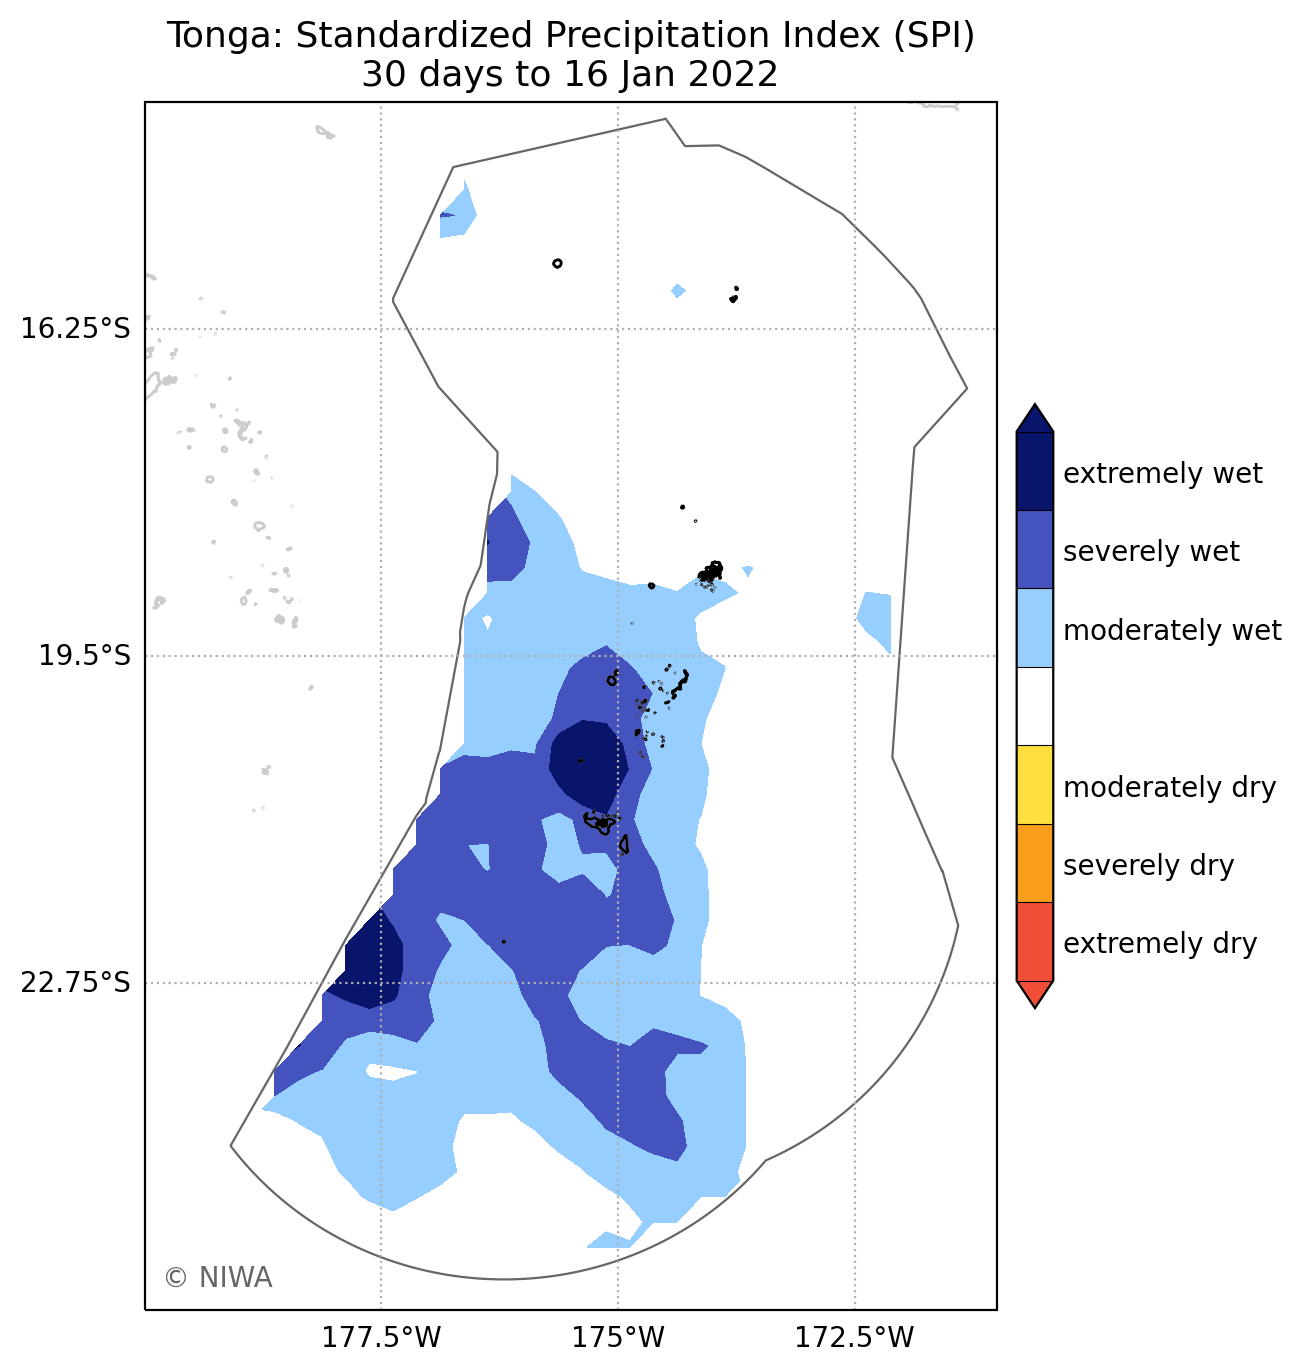 Tonga: Standardized Precipitation Index (SPI)
30 days to 16 Jan 2022
16.25°S
19.5°S
22.75°S
177.5°W
175°W
172.5°W
extremely wet
severely wet
moderately wet
moderately dry
severely dry
extremely dry
© NIWA